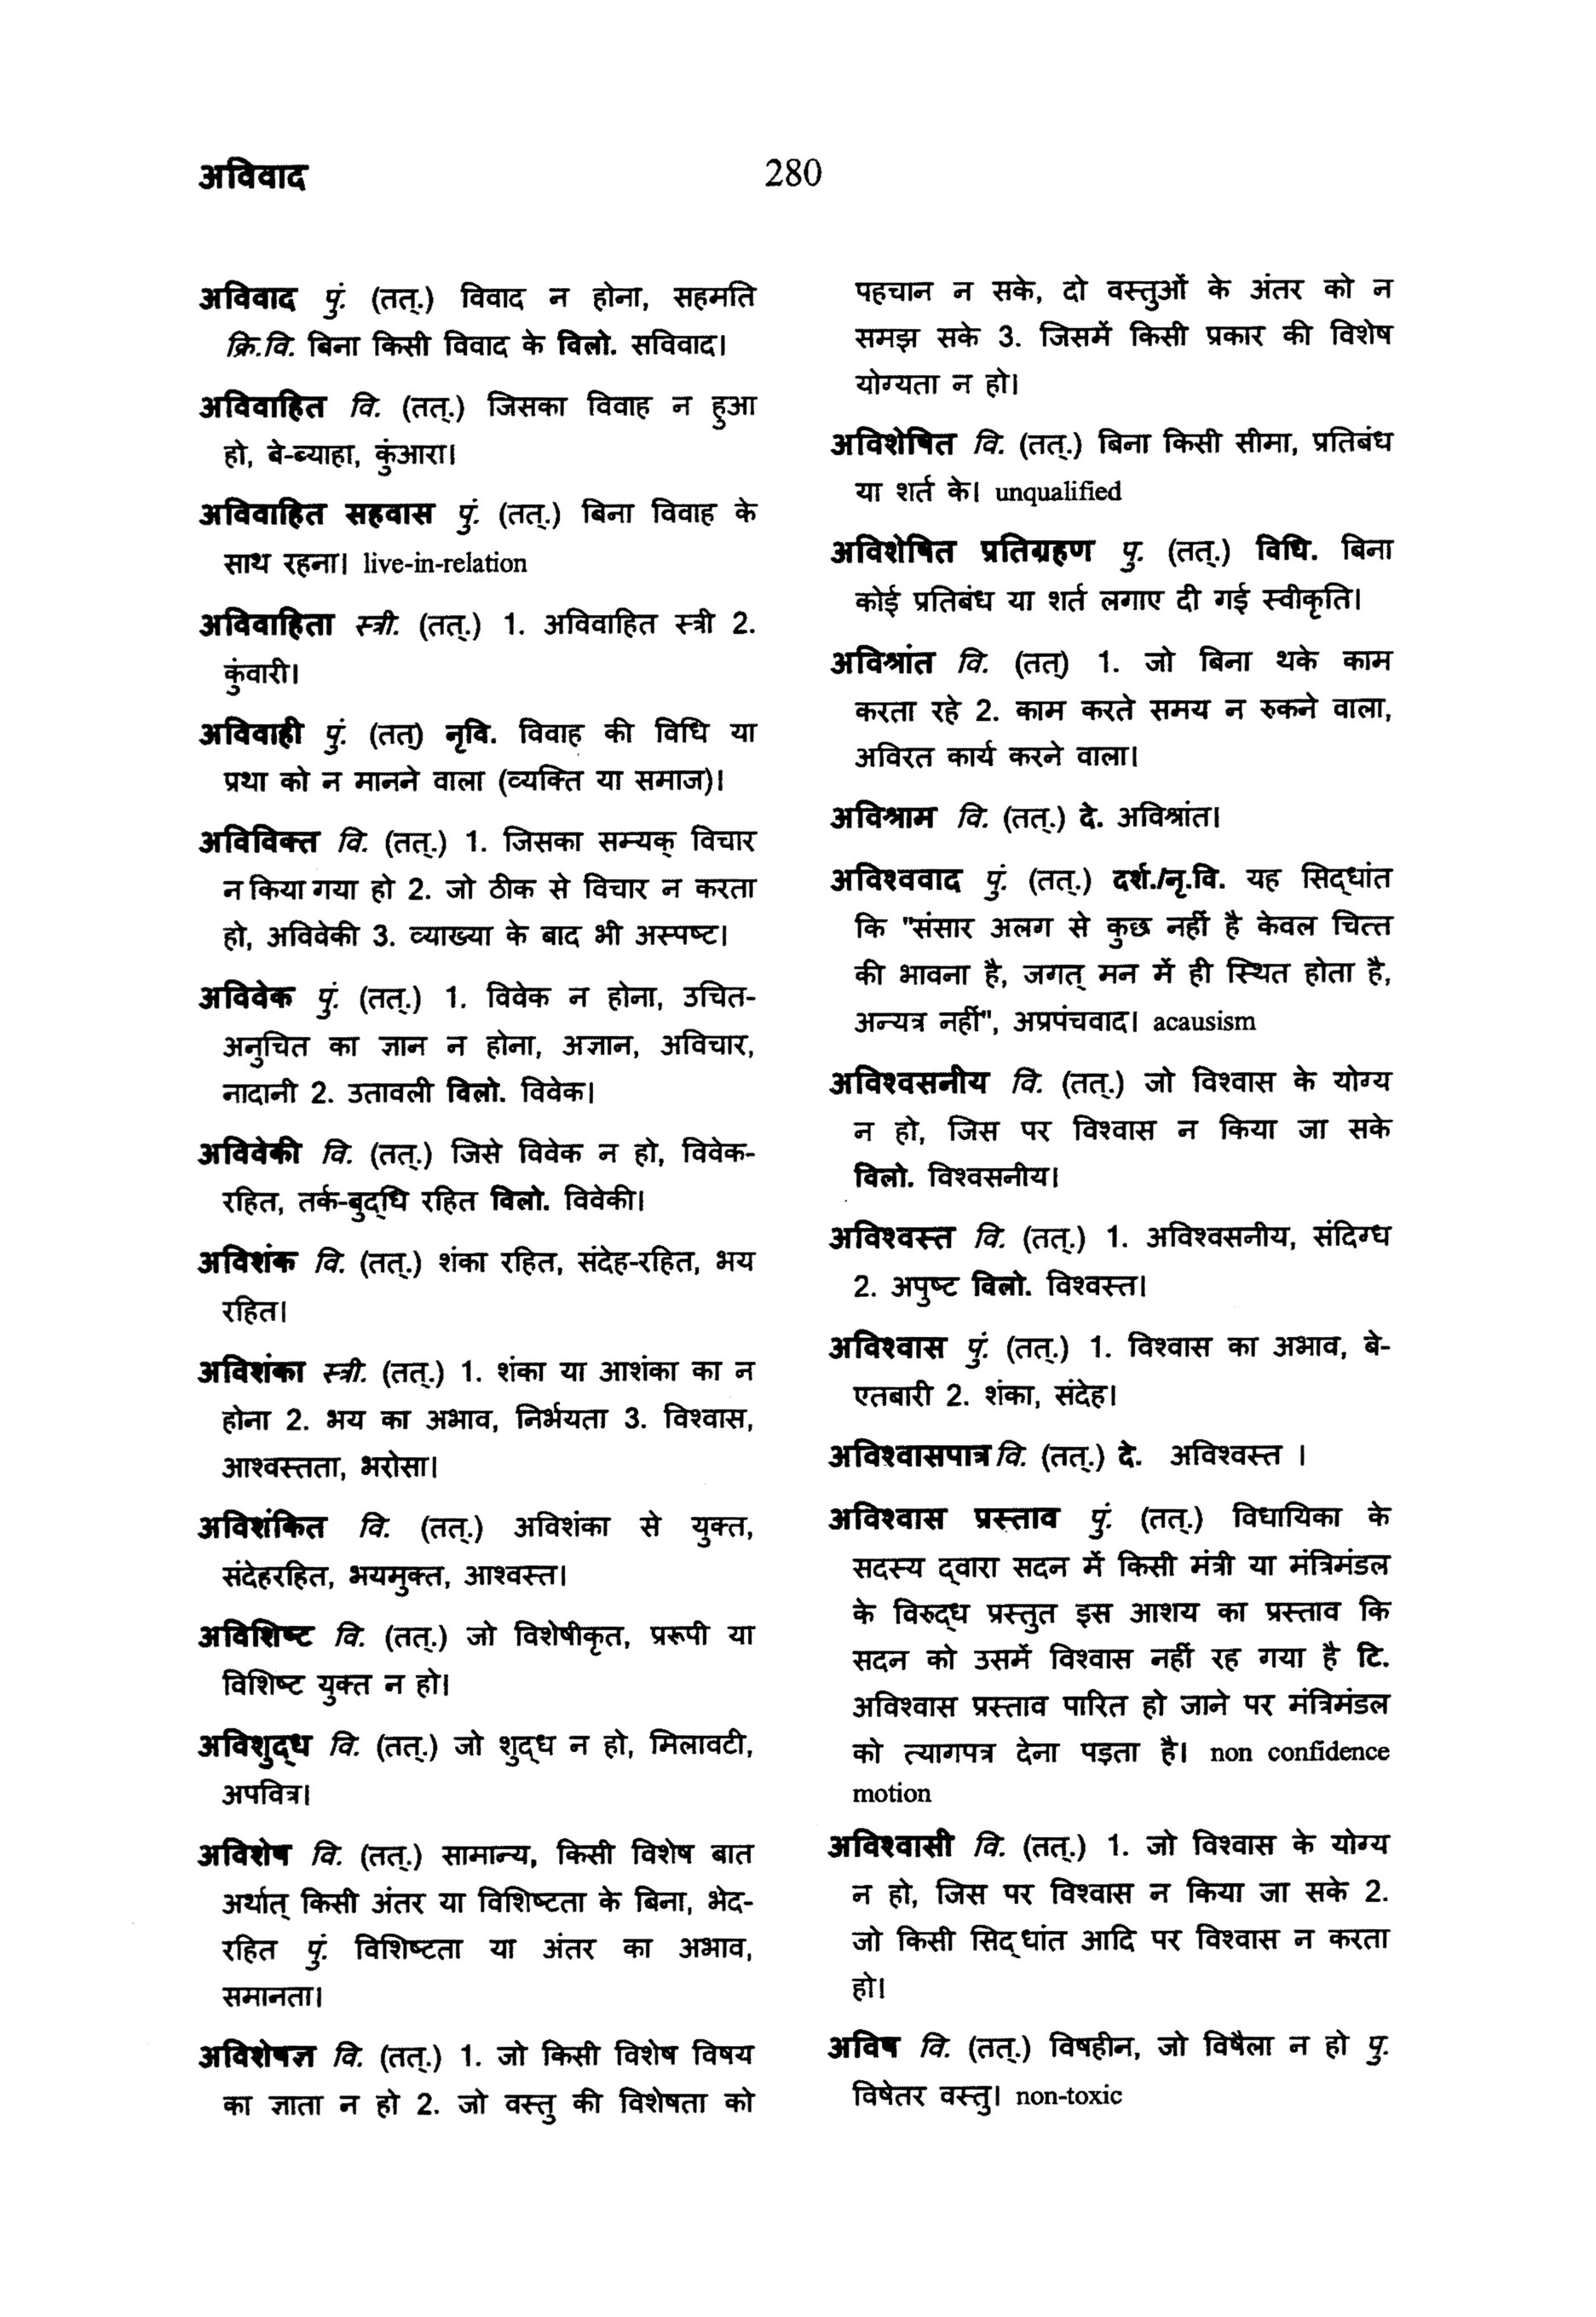 अविवाद
280
अविवाद पुं. (तत्.) विवाद न होना, सहमति
क्रि.वि. बिना किसी विवाद के विलो. सविवाद।
अविवाहित वि. (तत्.) जिसका विवाह न हुआ
हो, बे-ब्याहा, कुंआरा।
अविवाहित सहवास पुं. (तत्.) बिना विवाह के
साथ रहना। live-in-relation
अविवाहिता स्त्री. (तत्.) 1. अविवाहित स्त्री 2.
कुंवारी।
अविवाही पुं. (तत्) नृवि. विवाह की विधि या
प्रथा को न मानने वाला (व्यक्ति या समाज)।
अविविक्त वि. (तत्.) 1. जिसका सम्यक् विचार
न किया गया हो 2. जो ठीक से विचार न करता
हो, अविवेकी 3. व्याख्या के बाद भी अस्पष्ट।
अविवेक पुं. (तत्.) 1. विवेक न होना, उचित-
अनुचित का ज्ञान न होना, अज्ञान, अविचार,
नादानी 2. उतावली विलो. विवेक।
अविवेकी वि. (तत्.) जिसे विवेक न हो, विवेक-
रहित, तर्क-बुद्धि रहित विलो. विवेकी।
अविशंक वि. (तत्.) शंका रहित, संदेह-रहित, भय
रहित।
अविशंका स्त्री. (तत्.) 1. शंका या आशंका का न
होना 2. भय का अभाव, निर्भयता 3. विश्वास,
आश्वस्तता, भरोसा।
अविशंकित वि. (तत्.) अविशंका से युक्त,
संदेहरहित, भयमुक्त, आश्वस्त।
अविशिष्ट वि. (तत्.) जो विशेषीकृत, प्ररूपी या
विशिष्ट युक्त न हो।
अविशुद्ध वि. (तत्.) जो शुद्ध न हो, मिलावटी,
अपवित्र।
अविशेष वि. (तत्.) सामान्य, किसी विशेष बात
अर्थात् किसी अंतर या विशिष्टता के बिना, भेद-
रहित पुं. विशिष्टता या अंतर का अभाव,
समानता।
अविशेषज्ञ वि. (तत्.) 1. जो किसी विशेष विषय
का ज्ञाता न हो 2. जो वस्तु की विशेषता को
पहचान न सके, दो वस्तुओं के अंतर को न
समझ सके 3. जिसमें किसी प्रकार की विशेष
योग्यता न हो।
अविशेषित वि. (तत्.) बिना किसी सीमा, प्रतिबंध
या शर्त के। unqualified
अविशेषित प्रतिग्रहण पु. (तत्.) विधि. बिना
कोई प्रतिबंध या शर्त लगाए दी गई स्वीकृति।
अविश्रांत वि. (तत्) 1. जो बिना थके काम
करता रहे 2. काम करते समय न रुकने वाला,
अविरत कार्य करने वाला।
अविश्राम वि. (तत्.) दे. अविश्रांत।
अविश्ववाद पुं. (तत्.) दर्श./नृ.वि. यह सिद्धांत
कि "संसार अलग से कुछ नहीं है केवल चित्त
की भावना है, जगत् मन में ही स्थित होता है,
अन्यत्र नहीं", अप्रपंचवाद। acausism
अविश्वसनीय वि. (तत्.) जो विश्वास के योग्य
न हो, जिस पर विश्वास न किया जा सके
विलो. विश्वसनीय।
अविश्वस्त वि. (तत्.) 1. अविश्वसनीय, संदिग्ध
2. अपुष्ट विलो. विश्वस्त।
अविश्वास पुं. (तत्.) 1. विश्वास का अभाव, बे-
एतबारी 2. शंका, संदेह।
अविश्वासपात्र वि. (तत्.) दे. अविश्वस्त ।
अविश्वास प्रस्ताव पुं. (तत्.) विधायिका के
सदस्य द्वारा सदन में किसी मंत्री या मंत्रिमंडल
के विरुद्ध प्रस्तुत इस आशय का प्रस्ताव कि
सदन को उसमें विश्वास नहीं रह गया है टि.
अविश्वास प्रस्ताव पारित हो जाने पर मंत्रिमंडल
को त्यागपत्र देना पड़ता है। non confidence
motion
अविश्वासी वि. (तत्.) 1. जो विश्वास के योग्य
न हो, जिस पर विश्वास न किया जा सके 2.
जो किसी सिद्धांत आदि पर विश्वास न करता
हो।
अविष वि. (तत्.) विषहीन, जो विषैला न हो पु.
विषेतर वस्तु। non-toxic